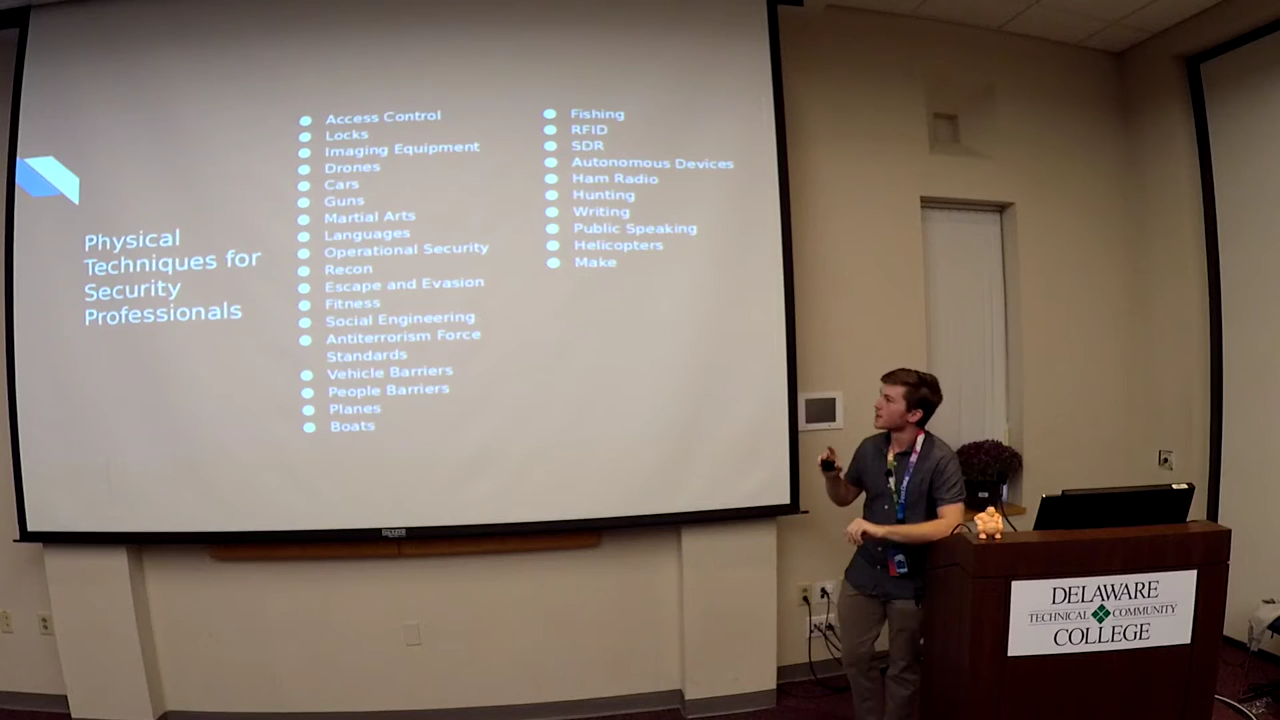 Physical
Techniques for
Security
Professionals
Access Control
Locks
Imaging Equipment
Drones
Cars
Guns
Martial Arts
Languages
Operational Security
Recon
Escape and Evasion
Fitness
Social Engineering
Antiterrorism Force
Standards
Vehicle Barriers
People Barriers
Planes
Boats
Fishing
RFID
SDR
Autonomous Devices
Ham Radio
Hunting
Writing
Public Speaking
Helicopters
Make
DELAWARE
TECHNICAL COMMUNITY
COLLEGE